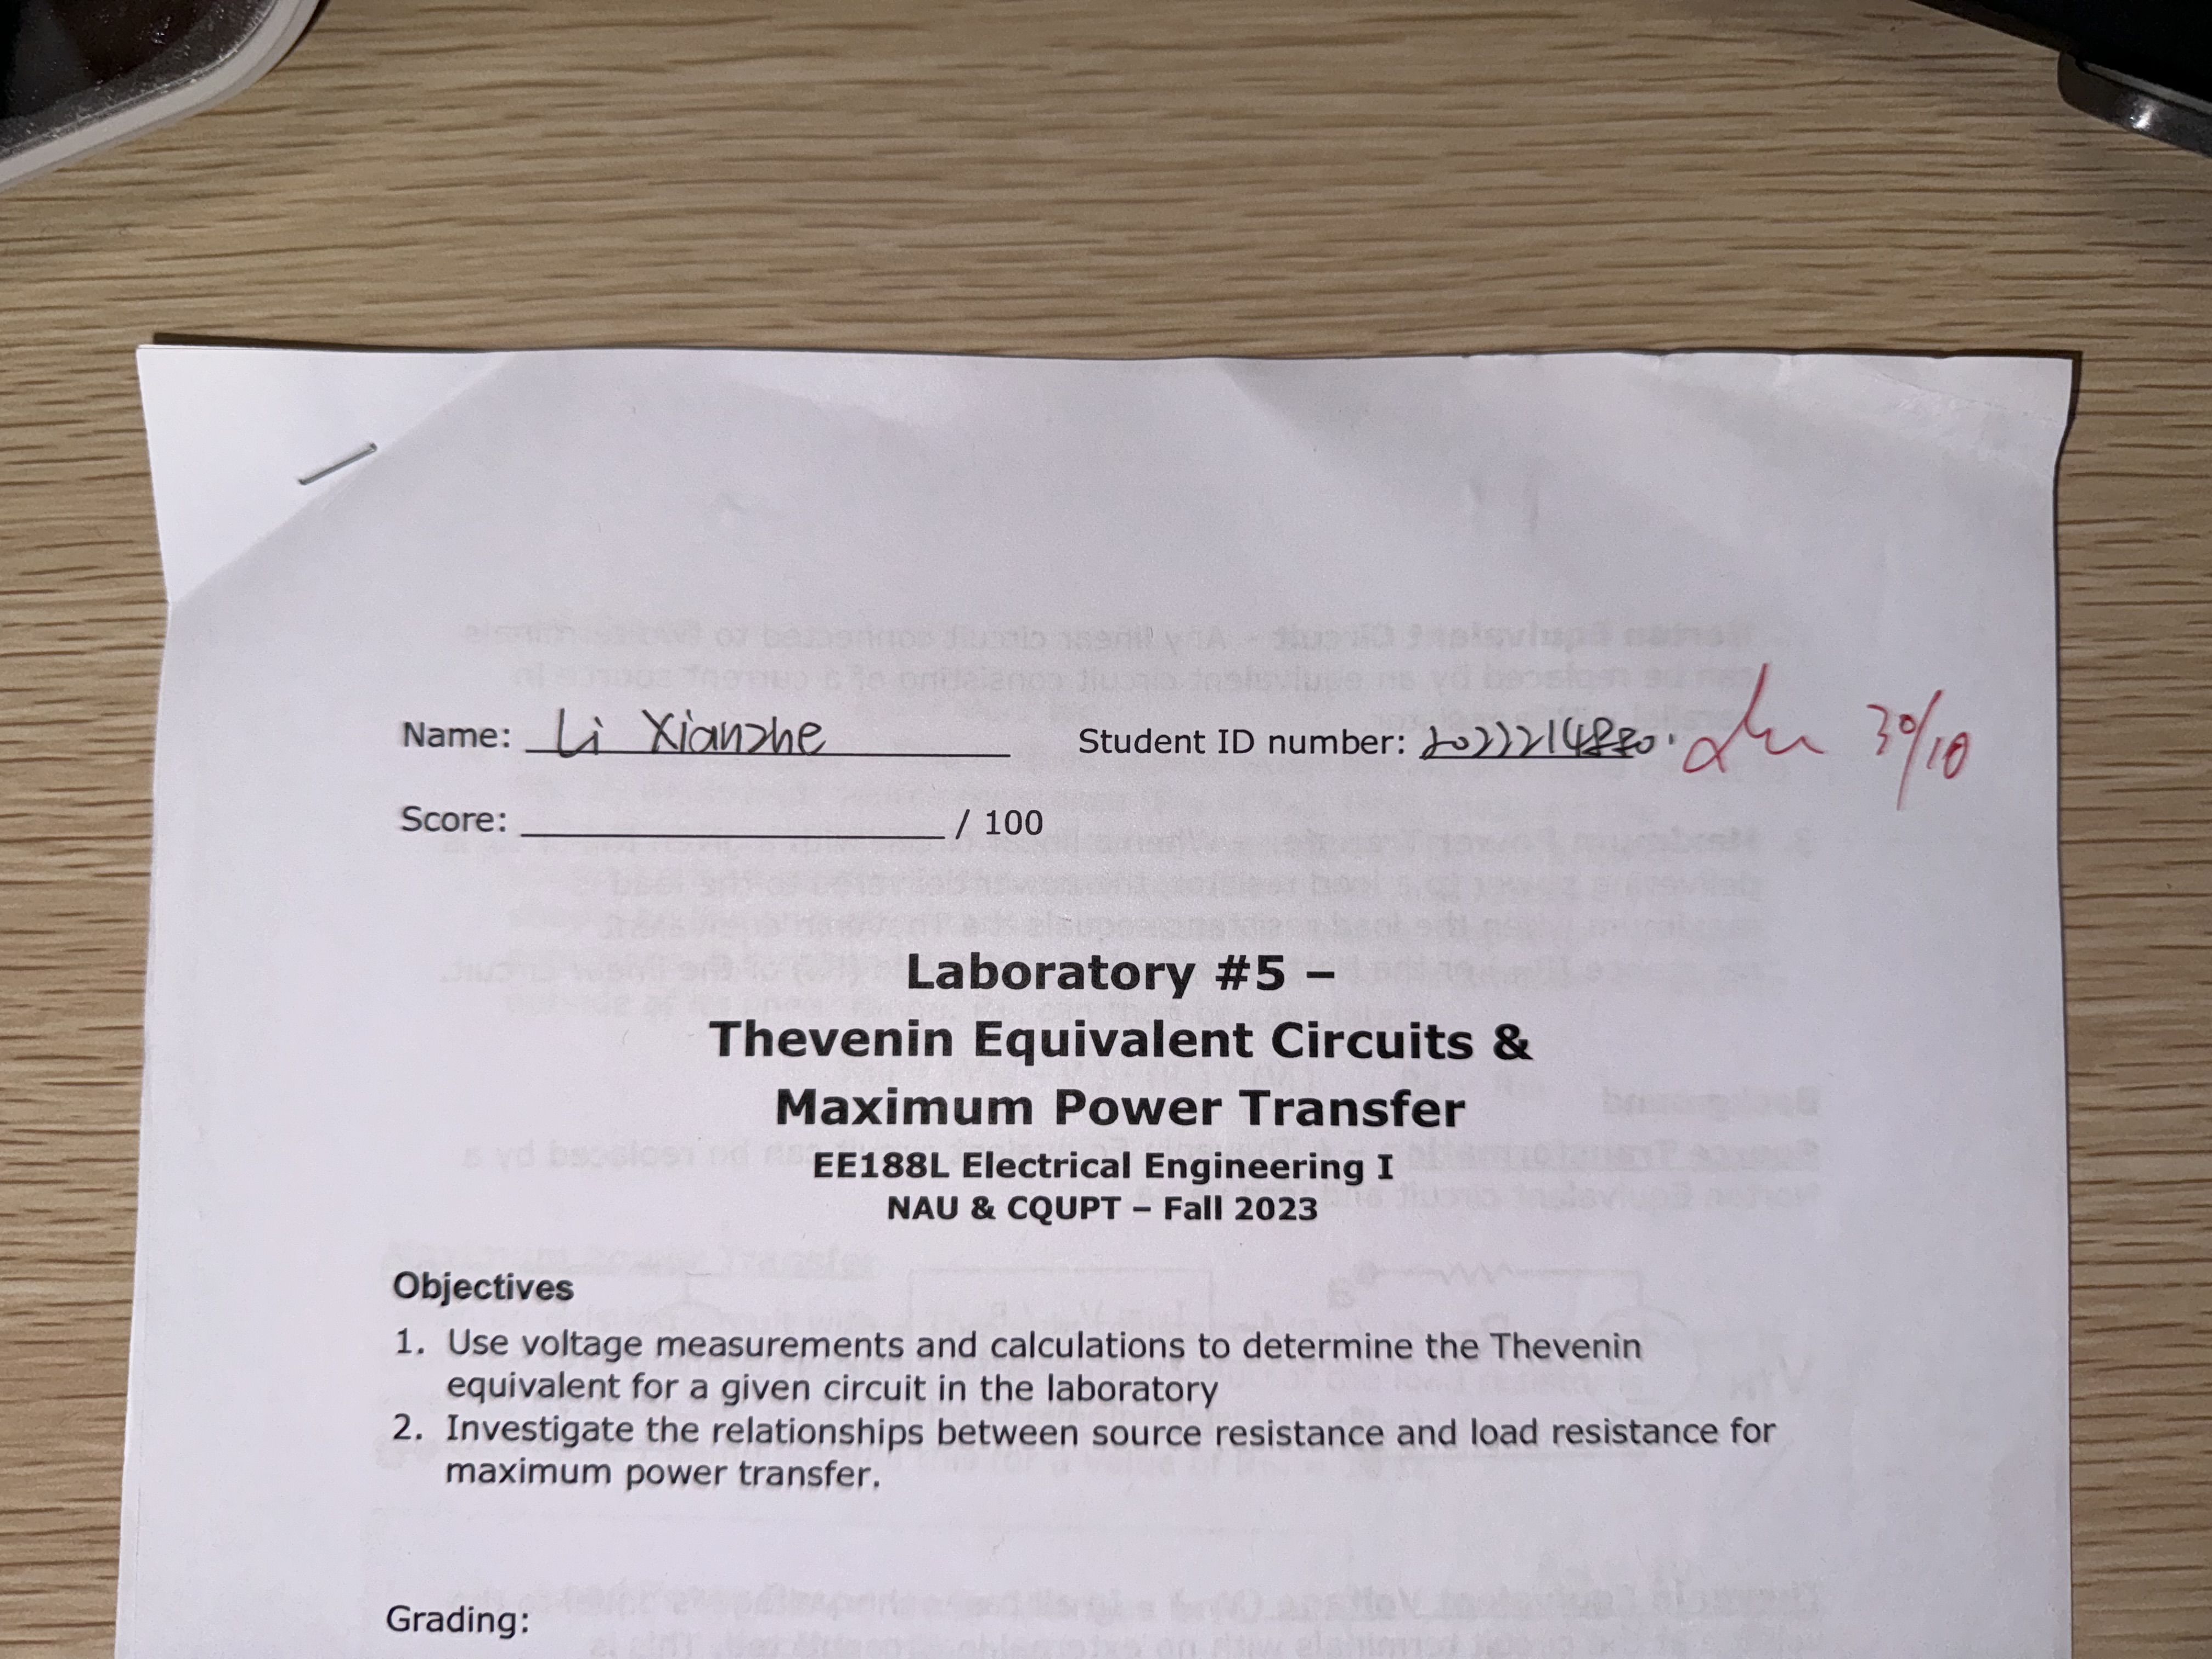 Name: Li Xianzhe Student ID number: 2022214880. 30/10
Score: / 100
Laboratory #5 –
Thevenin Equivalent Circuits &
Maximum Power Transfer
EE188L Electrical Engineering I
NAU & CQUPT – Fall 2023
Objectives
1. Use voltage measurements and calculations to determine the Thevenin
equivalent for a given circuit in the laboratory
2. Investigate the relationships between source resistance and load resistance for
maximum power transfer.
Grading: